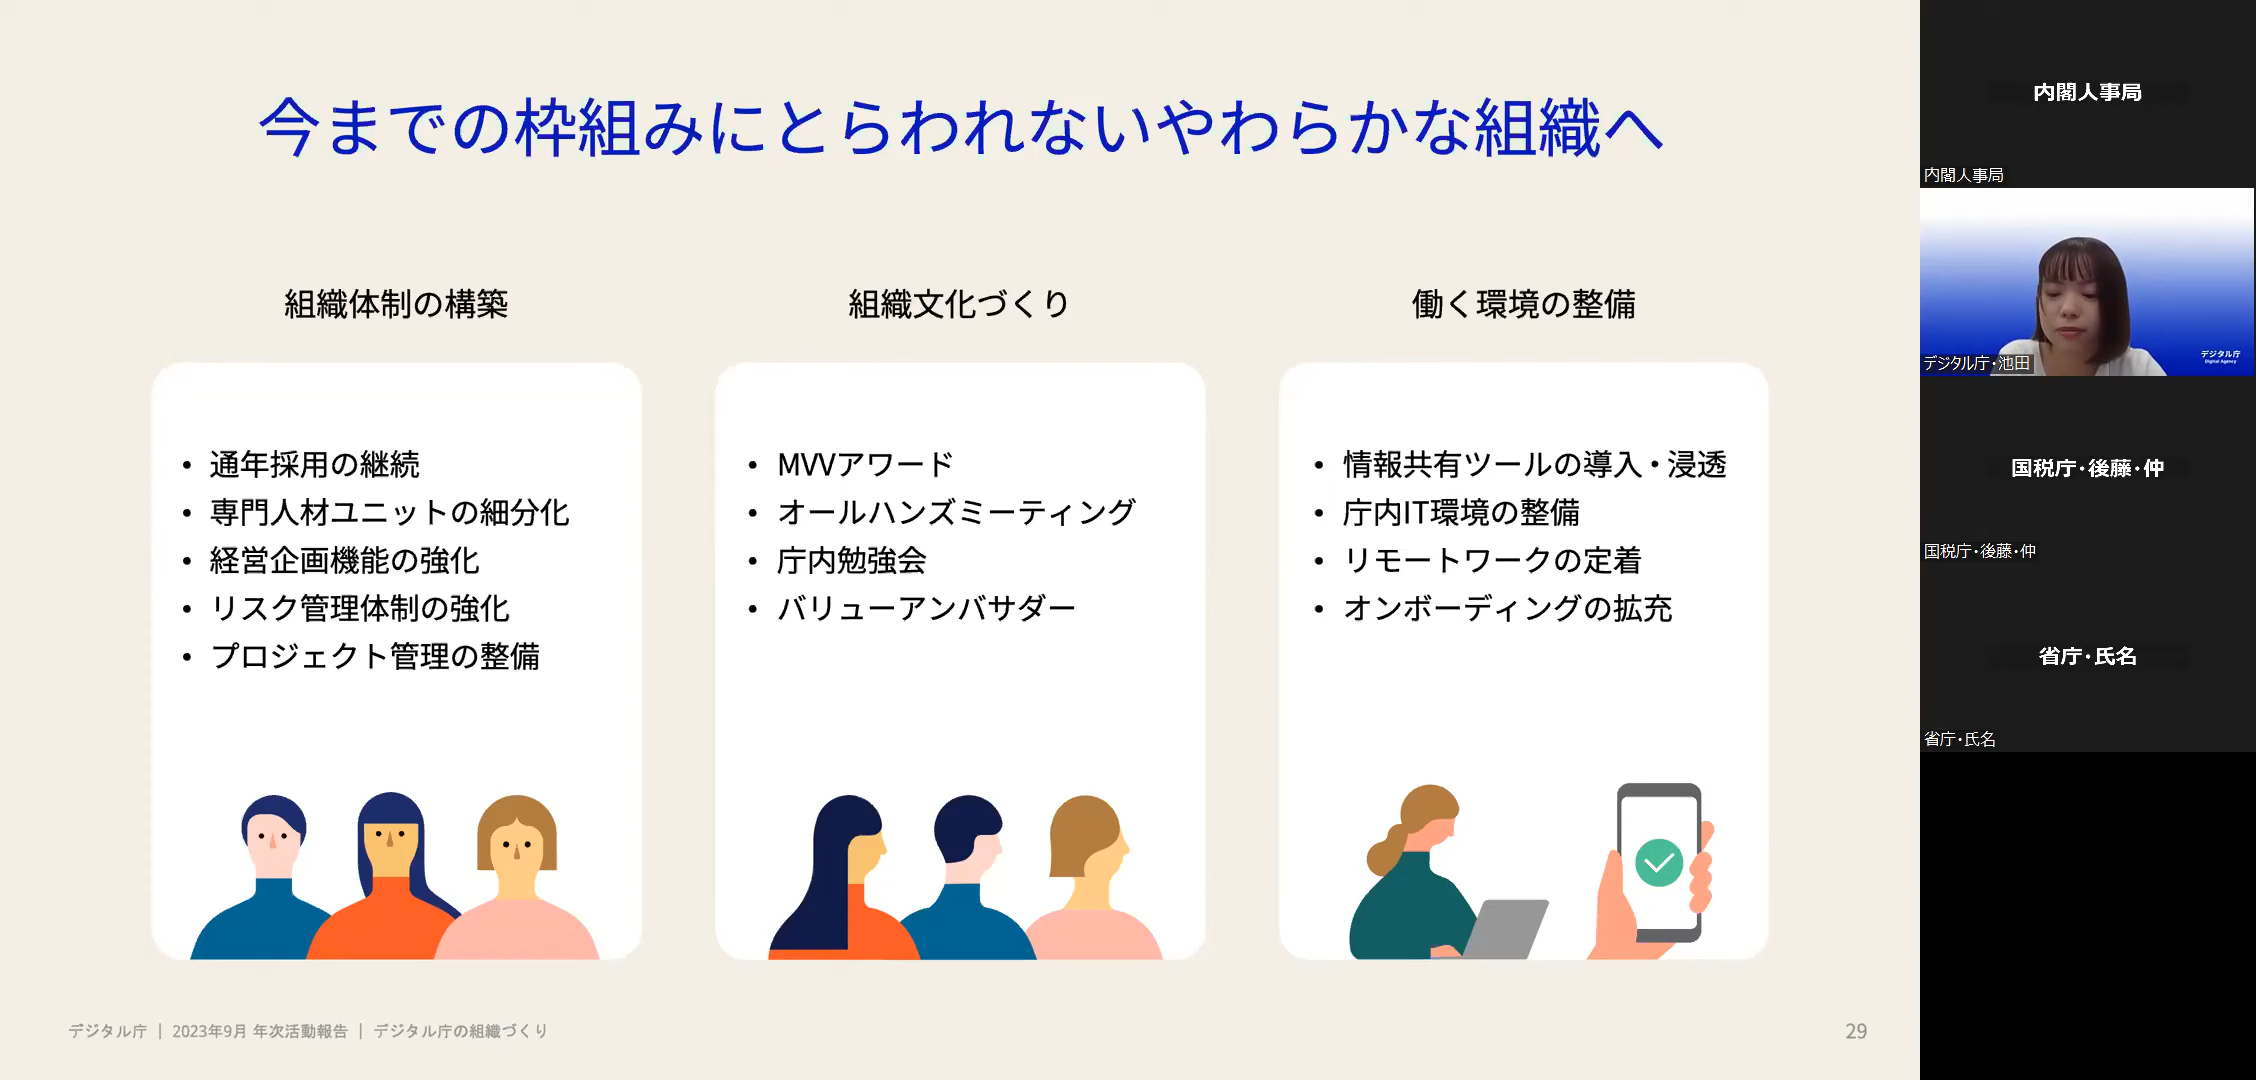 今までの枠組みにとらわれないやわらかな組織へ
組織体制の構築
• 通年採用の継続
• 専門人材ユニットの細分化
• 経営企画機能の強化
• リスク管理体制の強化
• プロジェクト管理の整備
組織文化づくり
• MVVアワード
• オールハンズミーティング
• 庁内勉強会
• バリューアンバサダー
働く環境の整備
• 情報共有ツールの導入・浸透
• 庁内IT環境の整備
• リモートワークの定着
• オンボーディングの拡充
デジタル庁 | 2023年9月 年次活動報告 | デジタル庁の組織づくり
29
内閣人事局
内閣人事局
デジタル庁
Digital Agency
デジタル庁・池田
国税庁・後藤・仲
国税庁・後藤・仲
省庁・氏名
省庁・氏名